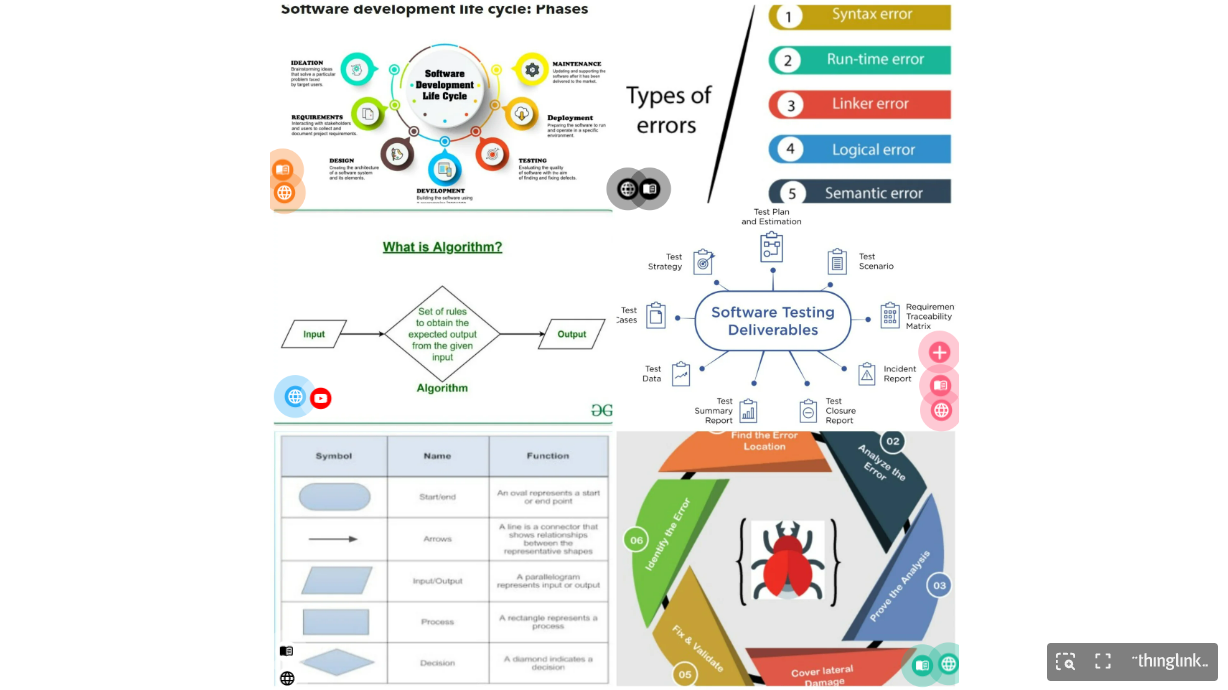 Software development life cycle: Phases
IDEATION
Brainstorming ideas
that solve a particular
problem faced
by target users.
REQUIREMENTS
Interacting with stakeholders
and users to collect and
document project requirements.
DESIGN
Creating the architecture
of a software system
and its elements.
Software
Development
Life Cycle
DEVELOPMENT
Building the software using
MAINTENANCE
Updating and supporting the
software after it has been
delivered to the market.
Deployment
Preparing the software to run
and operate in a specific
environment.
TESTING
Evaluating the quality
of software with the aim
of finding and fixing defects.
Types of
errors
1 Syntax error
2 Run-time error
3 Linker error
4 Logical error
5 Semantic error
What is Algorithm?
Input
Set of rules
to obtain the
expected output
from the given
input
Output
Algorithm
Test Plan
and Estimation
Test
Strategy
Test
Scenario
Test
Cases
Software Testing
Deliverables
Requiremen
Traceability
Matrix
Test
Data
Incident
Report
Test
Summary
Report
Test
Closure
Report
Symbol Name Function
Start/end An oval represents a start
or end point
Arrows A line is a connector that
shows relationships
between the
representative shapes
Input/Output A parallelogram
represents input or output
Process A rectangle represents a
process
Decision A diamond indicates a
decision
Find the Error
Location
02
Analyze the
Error
03
Prove the Analysis
Cover lateral
Damage
05
Fix & Validate
06
Identify the Error
thinglink..